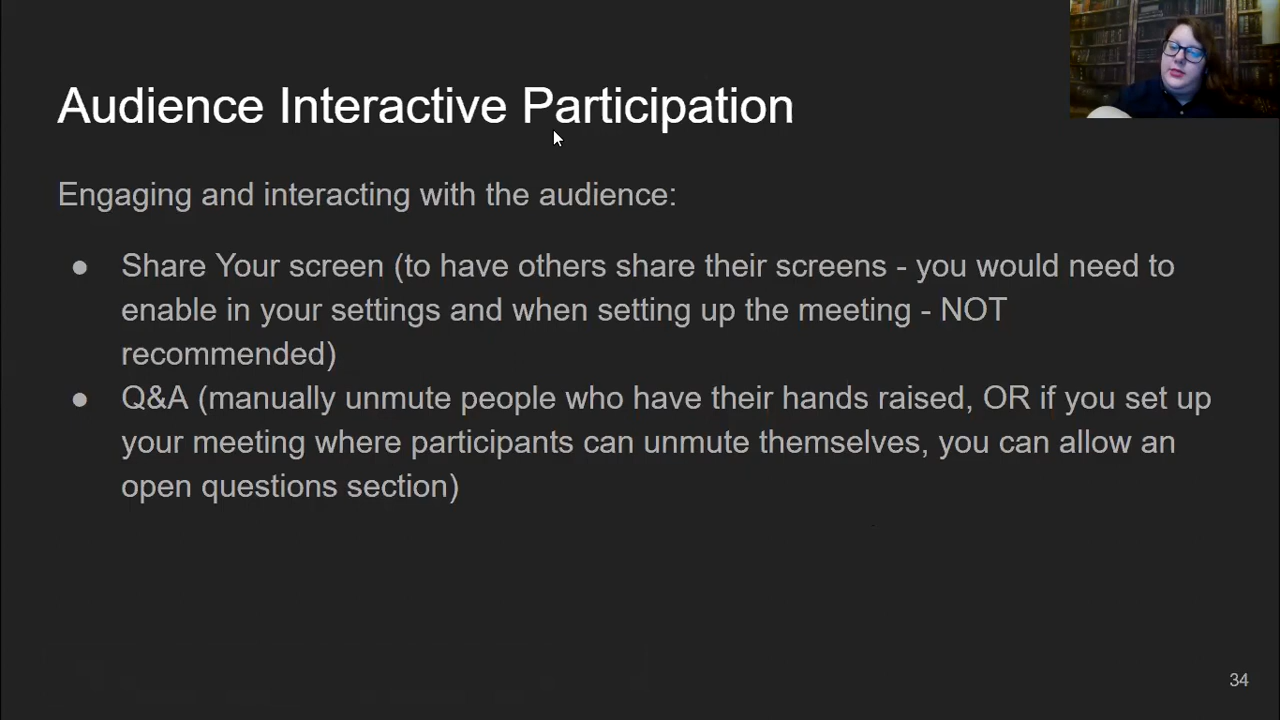 Audience Interactive Participation
Engaging and interacting with the audience:
● Share Your screen (to have others share their screens - you would need to
enable in your settings and when setting up the meeting - NOT
recommended)
● Q&A (manually unmute people who have their hands raised, OR if you set up
your meeting where participants can unmute themselves, you can allow an
open questions section)
34